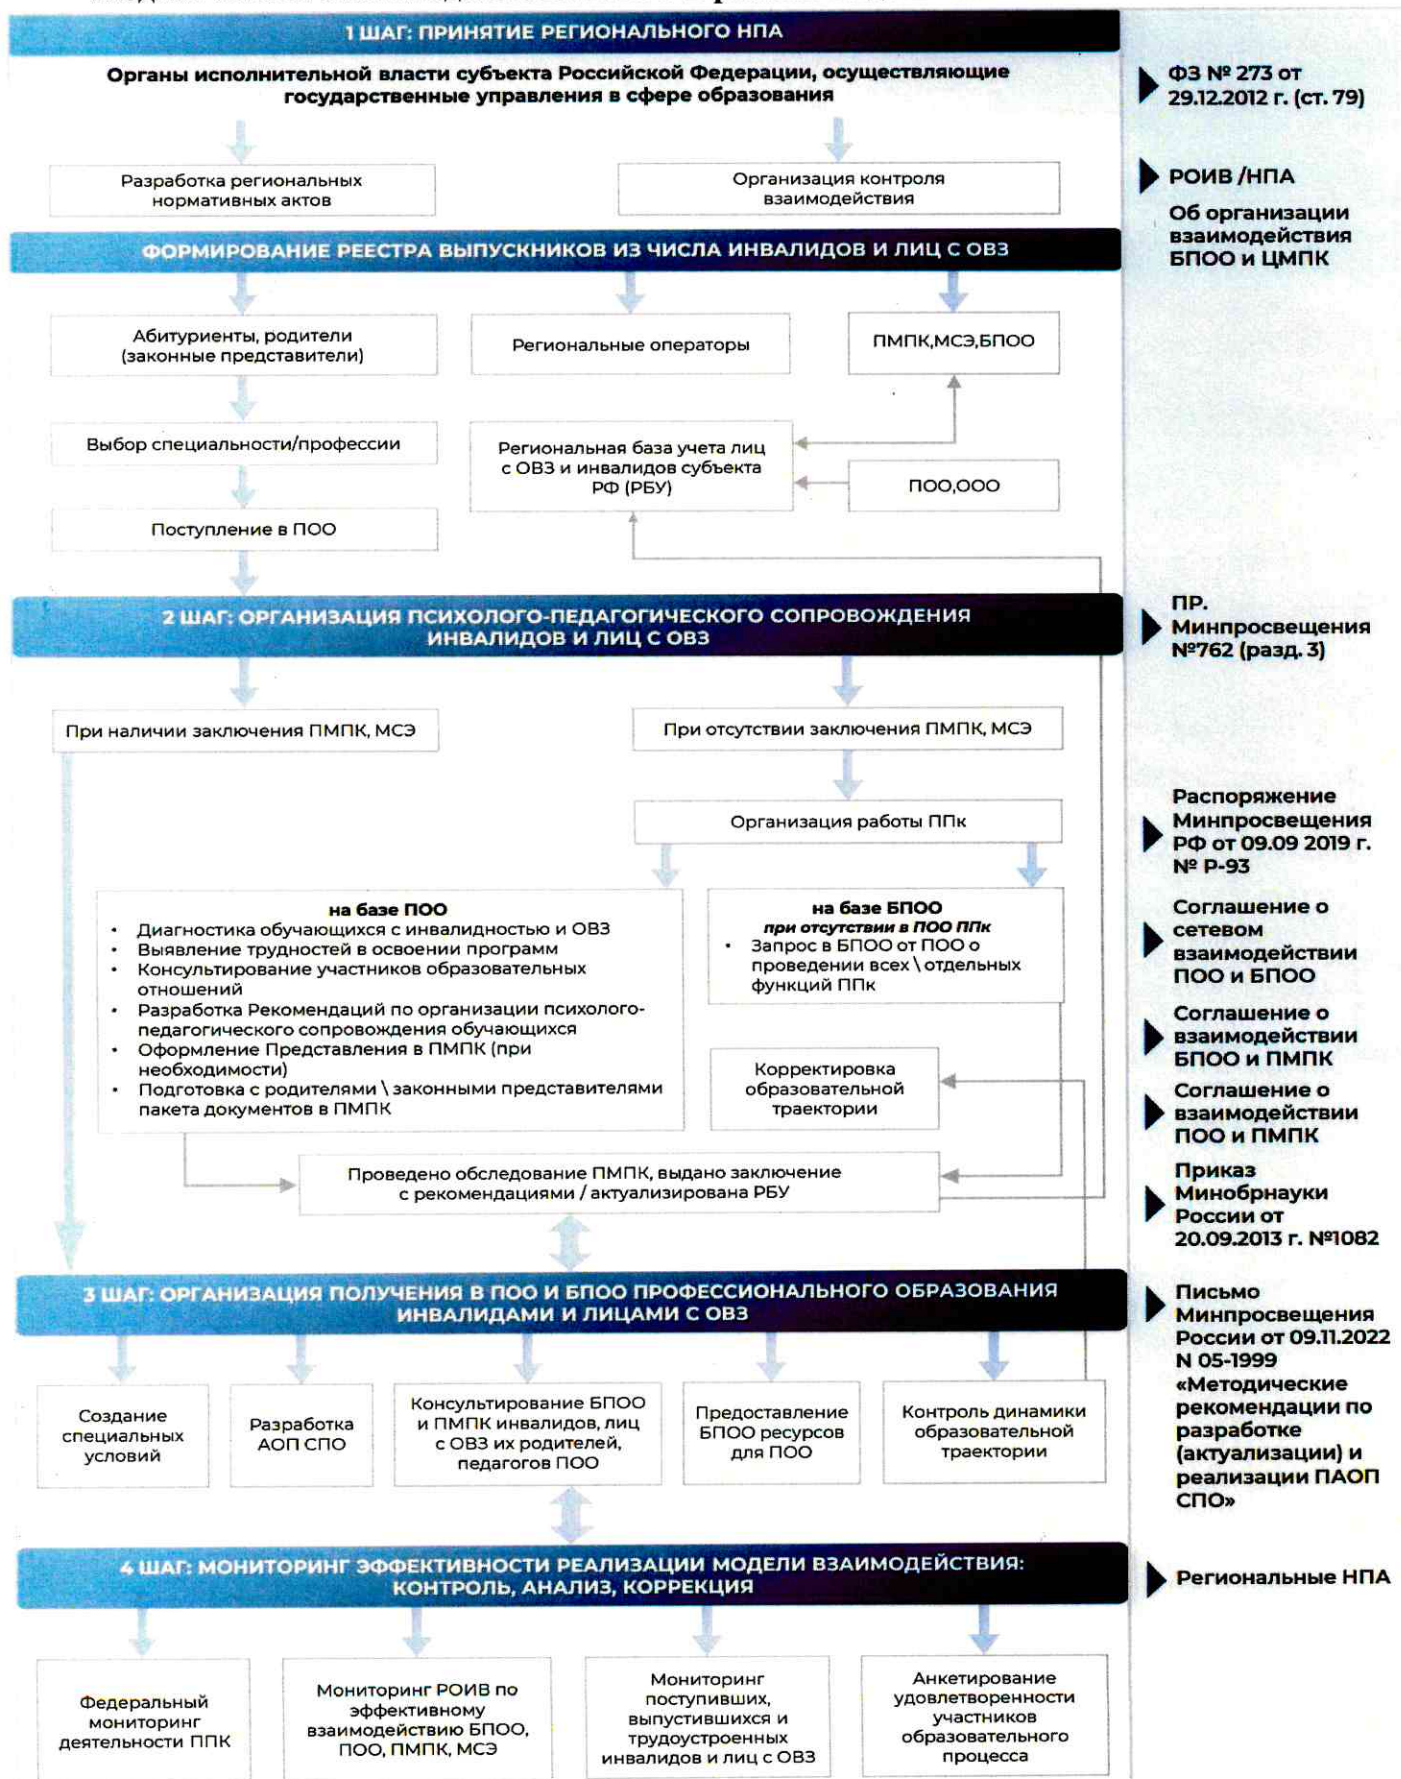 1 ШАГ: ПРИНЯТИЕ РЕГИОНАЛЬНОГО НПА
Органы исполнительной власти субъекта Российской Федерации, осуществляющие
государственные управления в сфере образования
Разработка региональных
нормативных актов
Организация контроля
взаимодействия
ФЗ № 273 от
29.12.2012 г. (ст. 79)
РОИВ /НПА
Об организации
взаимодействия
БПОО и ЦМПК
ФОРМИРОВАНИЕ РЕЕСТРА ВЫПУСКНИКОВ ИЗ ЧИСЛА ИНВАЛИДОВ И ЛИЦ С ОВЗ
Абитуриенты, родители
(законные представители)
Региональные операторы
ПМПК,МСЭ,БПОО
Выбор специальности/профессии
Региональная база учета лиц
с ОВЗ и инвалидов субъекта
РФ (РБУ)
ПОО,ООО
Поступление в ПОО
2 ШАГ: ОРГАНИЗАЦИЯ ПСИХОЛОГО-ПЕДАГОГИЧЕСКОГО СОПРОВОЖДЕНИЯ
ИНВАЛИДОВ И ЛИЦ С ОВЗ
ПР.
Минпросвещения
№762 (разд. 3)
При наличии заключения ПМПК, МСЭ
При отсутствии заключения ПМПК, МСЭ
Организация работы ППк
на базе ПОО
• Диагностика обучающихся с инвалидностью и ОВЗ
• Выявление трудностей в освоении программ
• Консультирование участников образовательных
отношений
• Разработка Рекомендаций по организации психолого-
педагогического сопровождения обучающихся
• Оформление Представления в ПМПК (при
необходимости)
• Подготовка с родителями \ законными представителями
пакета документов в ПМПК
на базе БПОО
при отсутствии в ПОО ППк
• Запрос в БПОО от ПОО о
проведении всех \ отдельных
функций ППк
Корректировка
образовательной
траектории
Проведено обследование ПМПК, выдано заключение
с рекомендациями / актуализирована РБУ
Распоряжение
Минпросвещения
РФ от 09.09 2019 г.
№ Р-93
Соглашение о
сетевом
взаимодействии
ПОО и БПОО
Соглашение о
взаимодействии
БПОО и ПМПК
Соглашение о
взаимодействии
ПОО и ПМПК
Приказ
Минобрнауки
России от
20.09.2013 г. №1082
3 ШАГ: ОРГАНИЗАЦИЯ ПОЛУЧЕНИЯ В ПОО И БПОО ПРОФЕССИОНАЛЬНОГО ОБРАЗОВАНИЯ
ИНВАЛИДАМИ И ЛИЦАМИ С ОВЗ
Создание
специальных
условий
Разработка
АОП СПО
Консультирование БПОО
и ПМПК инвалидов, лиц
с ОВЗ их родителей,
педагогов ПОО
Предоставление
БПОО ресурсов
для ПОО
Контроль динамики
образовательной
траектории
Письмо
Минпросвещения
России от 09.11.2022
N 05-1999
«Методические
рекомендации по
разработке
(актуализации) и
реализации ПАОП
СПО»
4 ШАГ: МОНИТОРИНГ ЭФФЕКТИВНОСТИ РЕАЛИЗАЦИИ МОДЕЛИ ВЗАИМОДЕЙСТВИЯ:
КОНТРОЛЬ, АНАЛИЗ, КОРРЕКЦИЯ
Региональные НПА
Федеральный
мониторинг
деятельности ППК
Мониторинг РОИВ по
эффективному
взаимодействию БПОО,
ПОО, ПМПК, МСЭ
Мониторинг
поступивших,
выпустившихся и
трудоустроенных
инвалидов и лиц с ОВЗ
Анкетирование
удовлетворенности
участников
образовательного
процесса